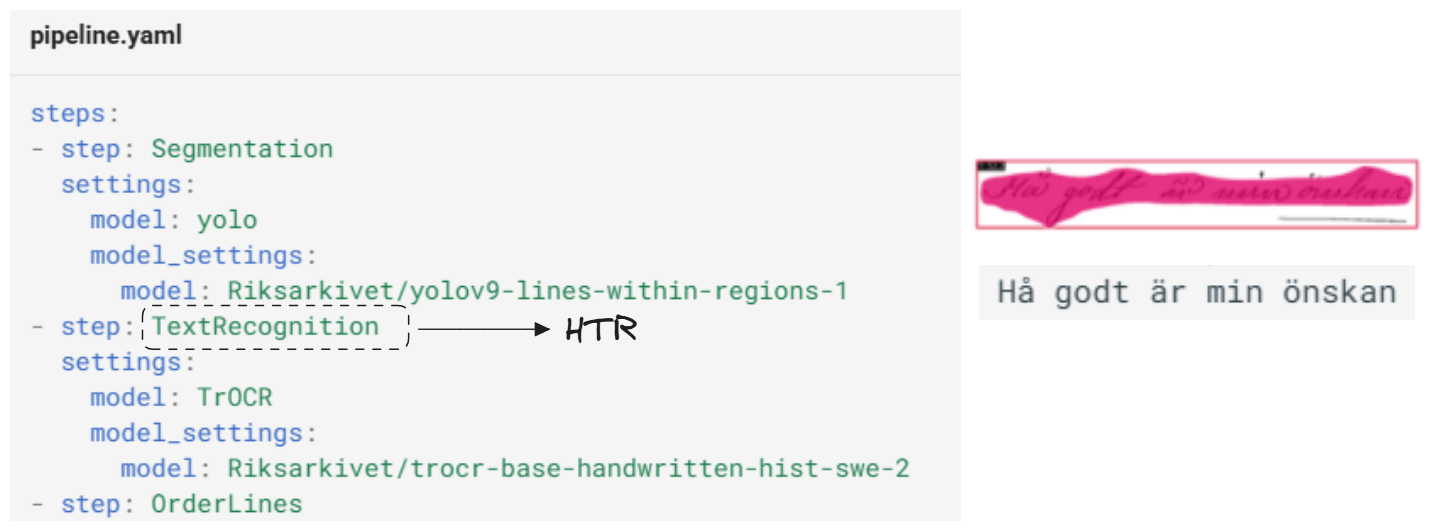 pipeline.yaml
steps:
- step: Segmentation
  settings:
    model: yolo
    model_settings:
      model: Riksarkivet/yolov9-lines-within-regions-1
- step: TextRecognition → HTR
  settings:
    model: TrOCR
    model_settings:
      model: Riksarkivet/trocr-base-handwritten-hist-swe-2
- step: OrderLines
Hå godt är min önskan
Hå godt är min önskan